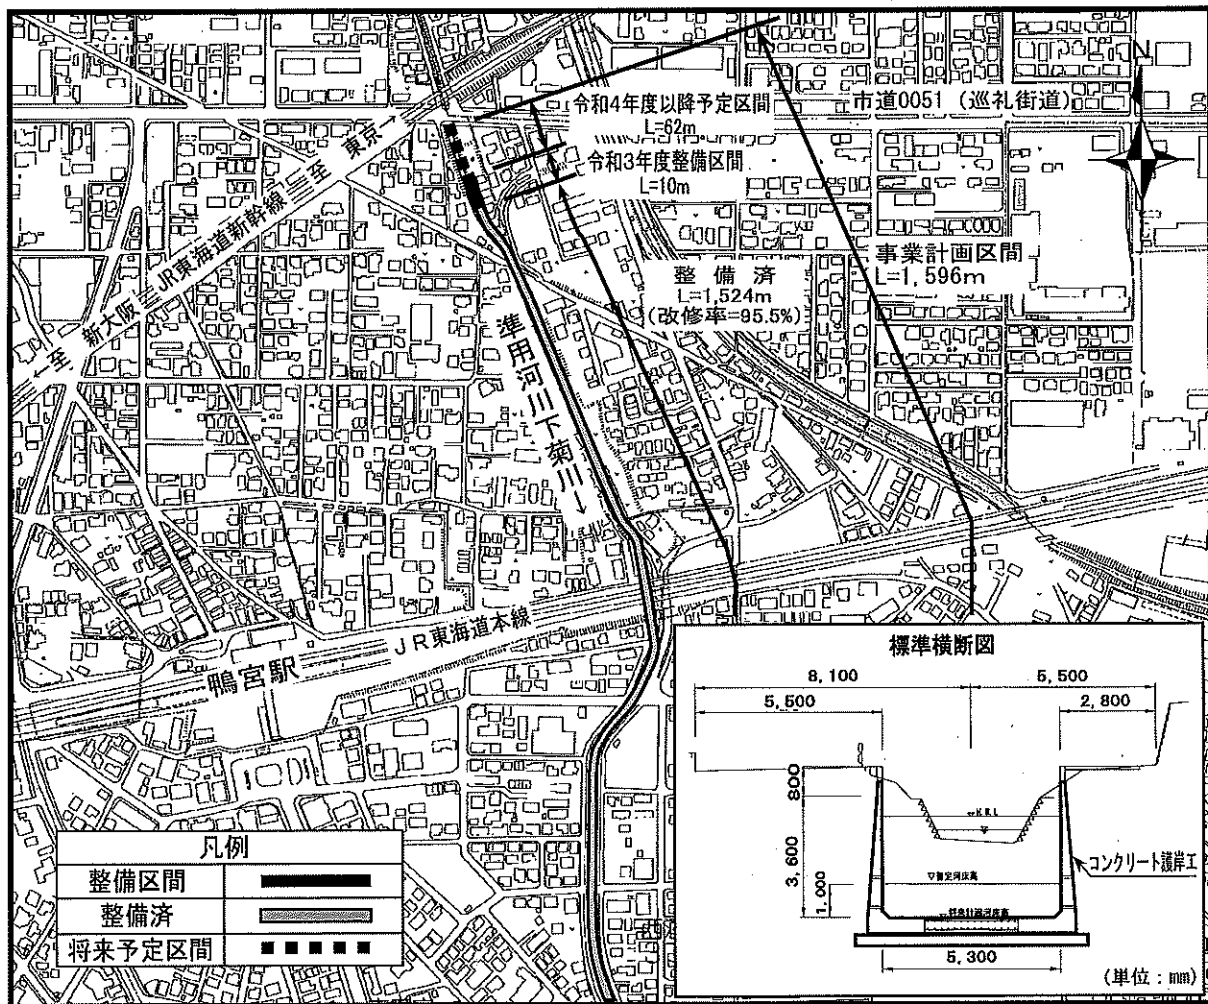 令和4年度以降予定区間
L=62m
令和3年度整備区間
L=10m
市道0051(巡礼街道)
事業計画区間
L=1,596m
整備済
L=1,524m
(改修率=95.5%)
←至 新大阪 JR東海道新幹線 至 東京→
準用河川下菊川→
JR東海道本線
鴨宮駅
凡例
整備区間
整備済
将来予定区間
標準横断図
8,100 5,500
5,500 2,800
800
3,600
1,000
コンクリート護岸工
5,300
(単位:mm)